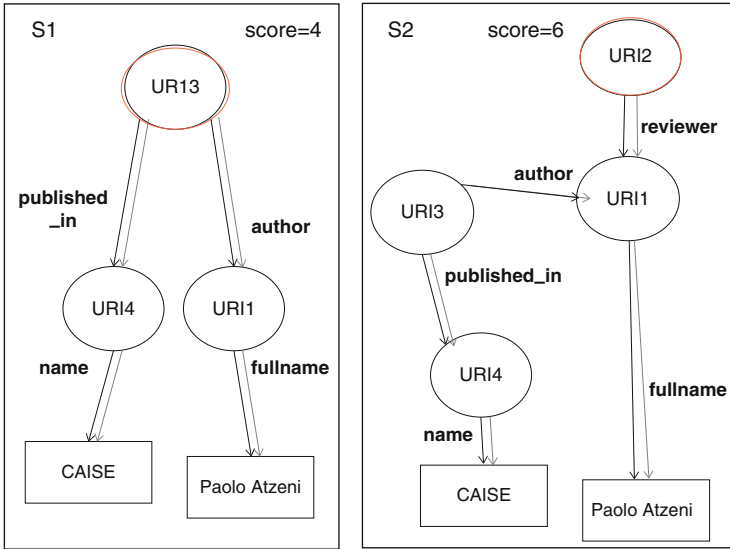 S1
score=4
UR13
published
_in
author
URI4
URI1
name
fullname
CAISE
Paolo Atzeni
S2
score=6
URI2
reviewer
author
URI3
URI1
published_in
URI4
fullname
name
CAISE
Paolo Atzeni